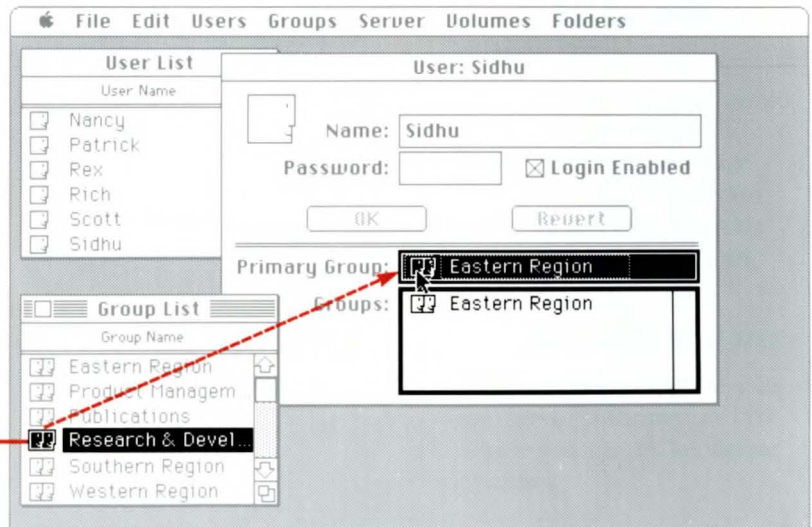 File Edit Users Groups Server Volumes Folders
User List
User Name
Nancy
Patrick
Rex
Rich
Scott
Sidhu
User: Sidhu
Name: Sidhu
Password:
Login Enabled
OK
Revert
Primary Group: Eastern Region
Groups: Eastern Region
Group List
Group Name
Eastern Region
Product Managem
Publications
Research & Devel...
Southern Region
Western Region